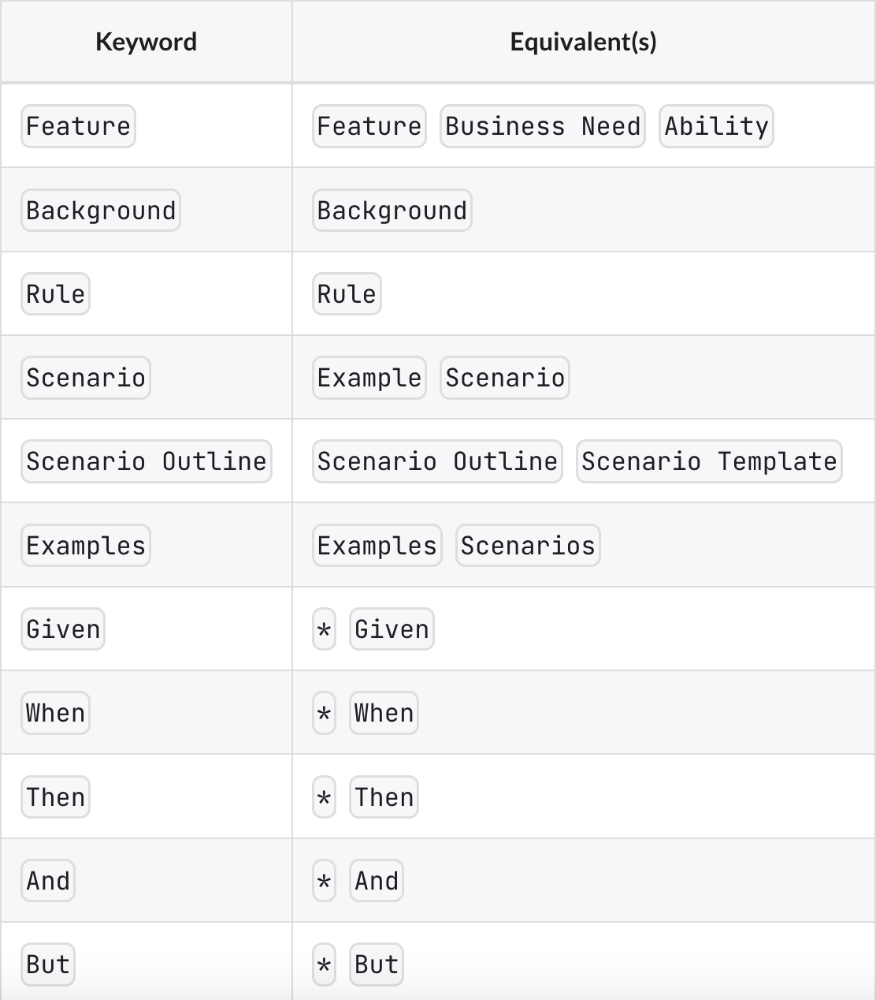 Keyword Equivalent(s)
Feature Feature Business Need Ability
Background Background
Rule Rule
Scenario Example Scenario
Scenario Outline Scenario Outline Scenario Template
Examples Examples Scenarios
Given * Given
When * When
Then * Then
And * And
But * But